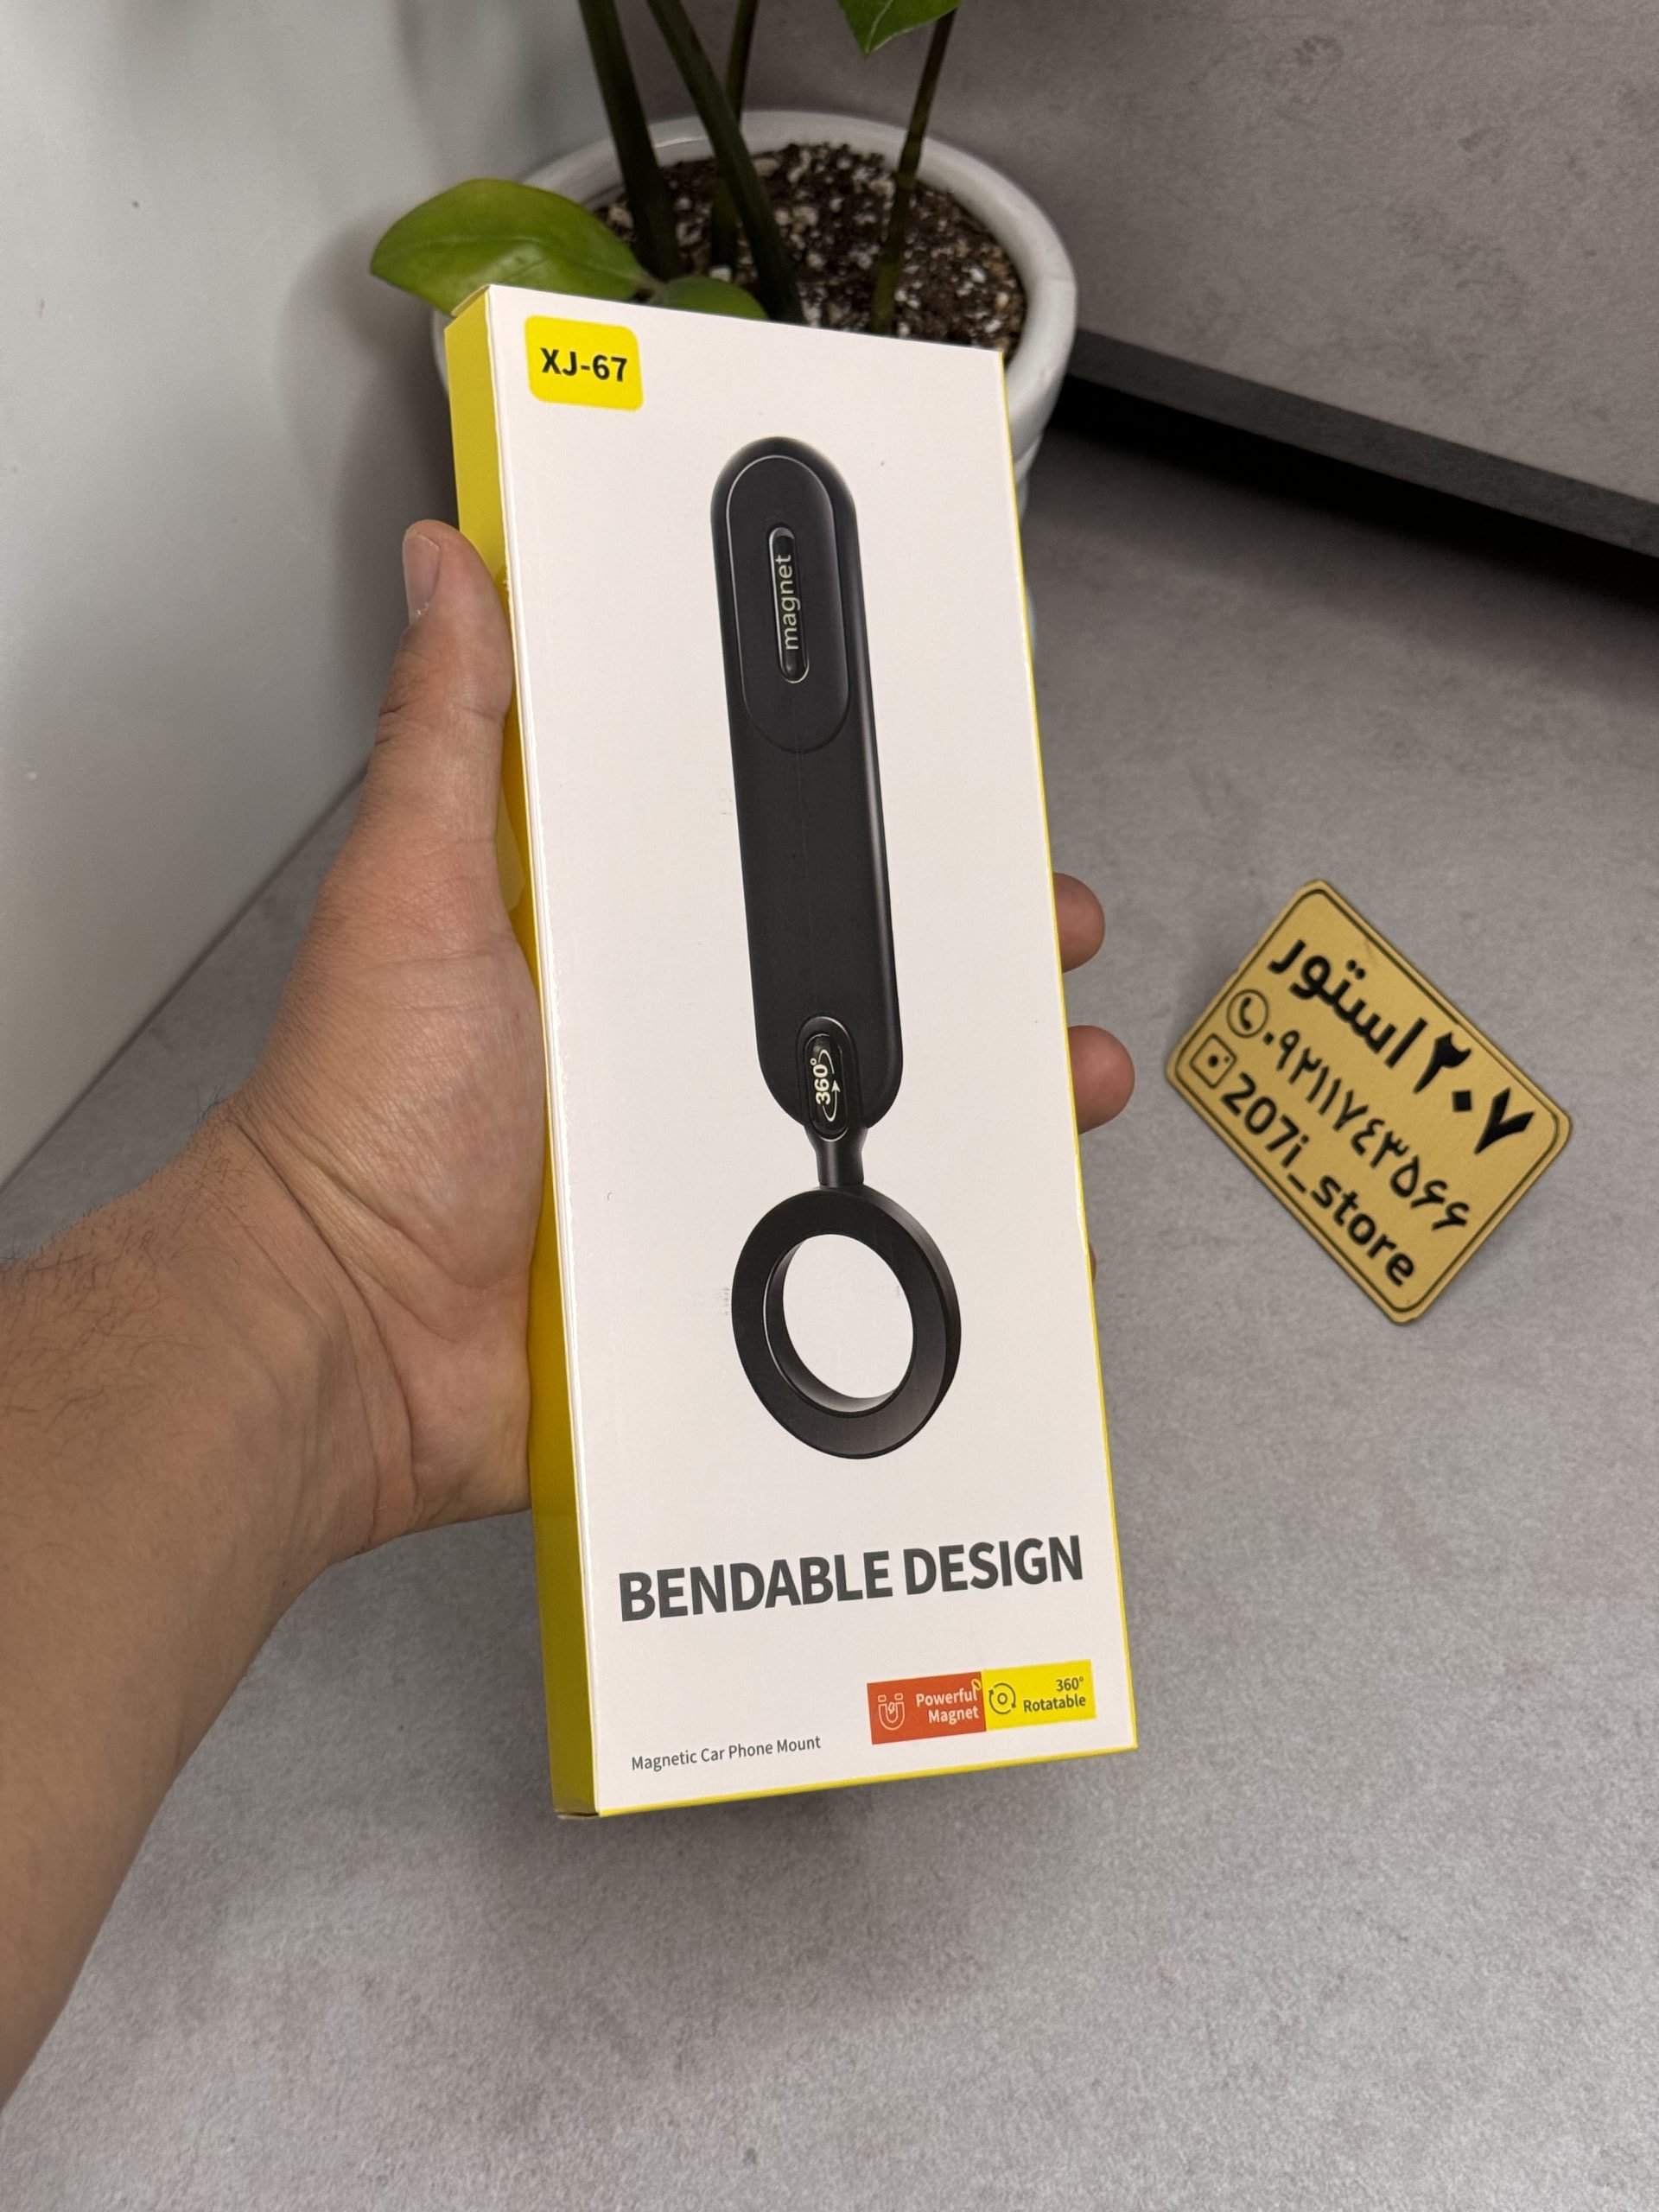 XJ-67
magnet
360°
BENDABLE DESIGN
Powerful
Magnet
360°
Rotatable
Magnetic Car Phone Mount
۲۰۷ استور
۰۹۲۱۱۷۴۳۵۶۶
207i_store